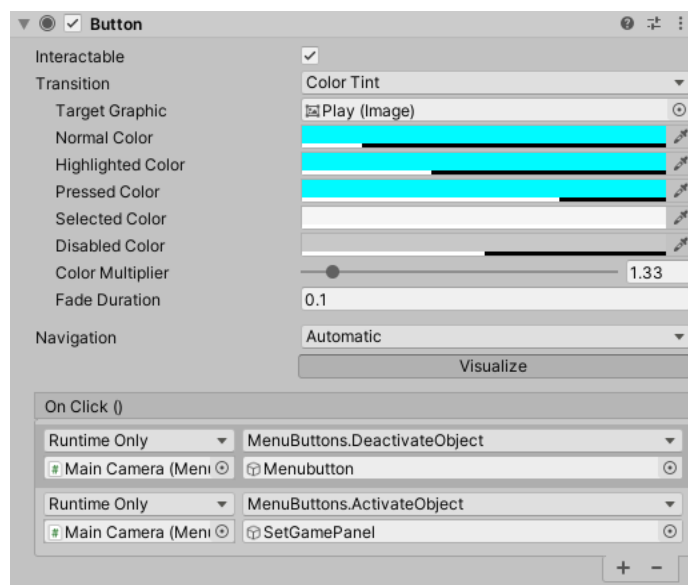 Button
Interactable
Transition Color Tint
Target Graphic Play (Image)
Normal Color
Highlighted Color
Pressed Color
Selected Color
Disabled Color
Color Multiplier 1.33
Fade Duration 0.1
Navigation Automatic
Visualize
On Click ()
Runtime Only MenuButtons.DeactivateObject
Main Camera (Menu Menubutton
Runtime Only MenuButtons.ActivateObject
Main Camera (Menu SetGamePanel